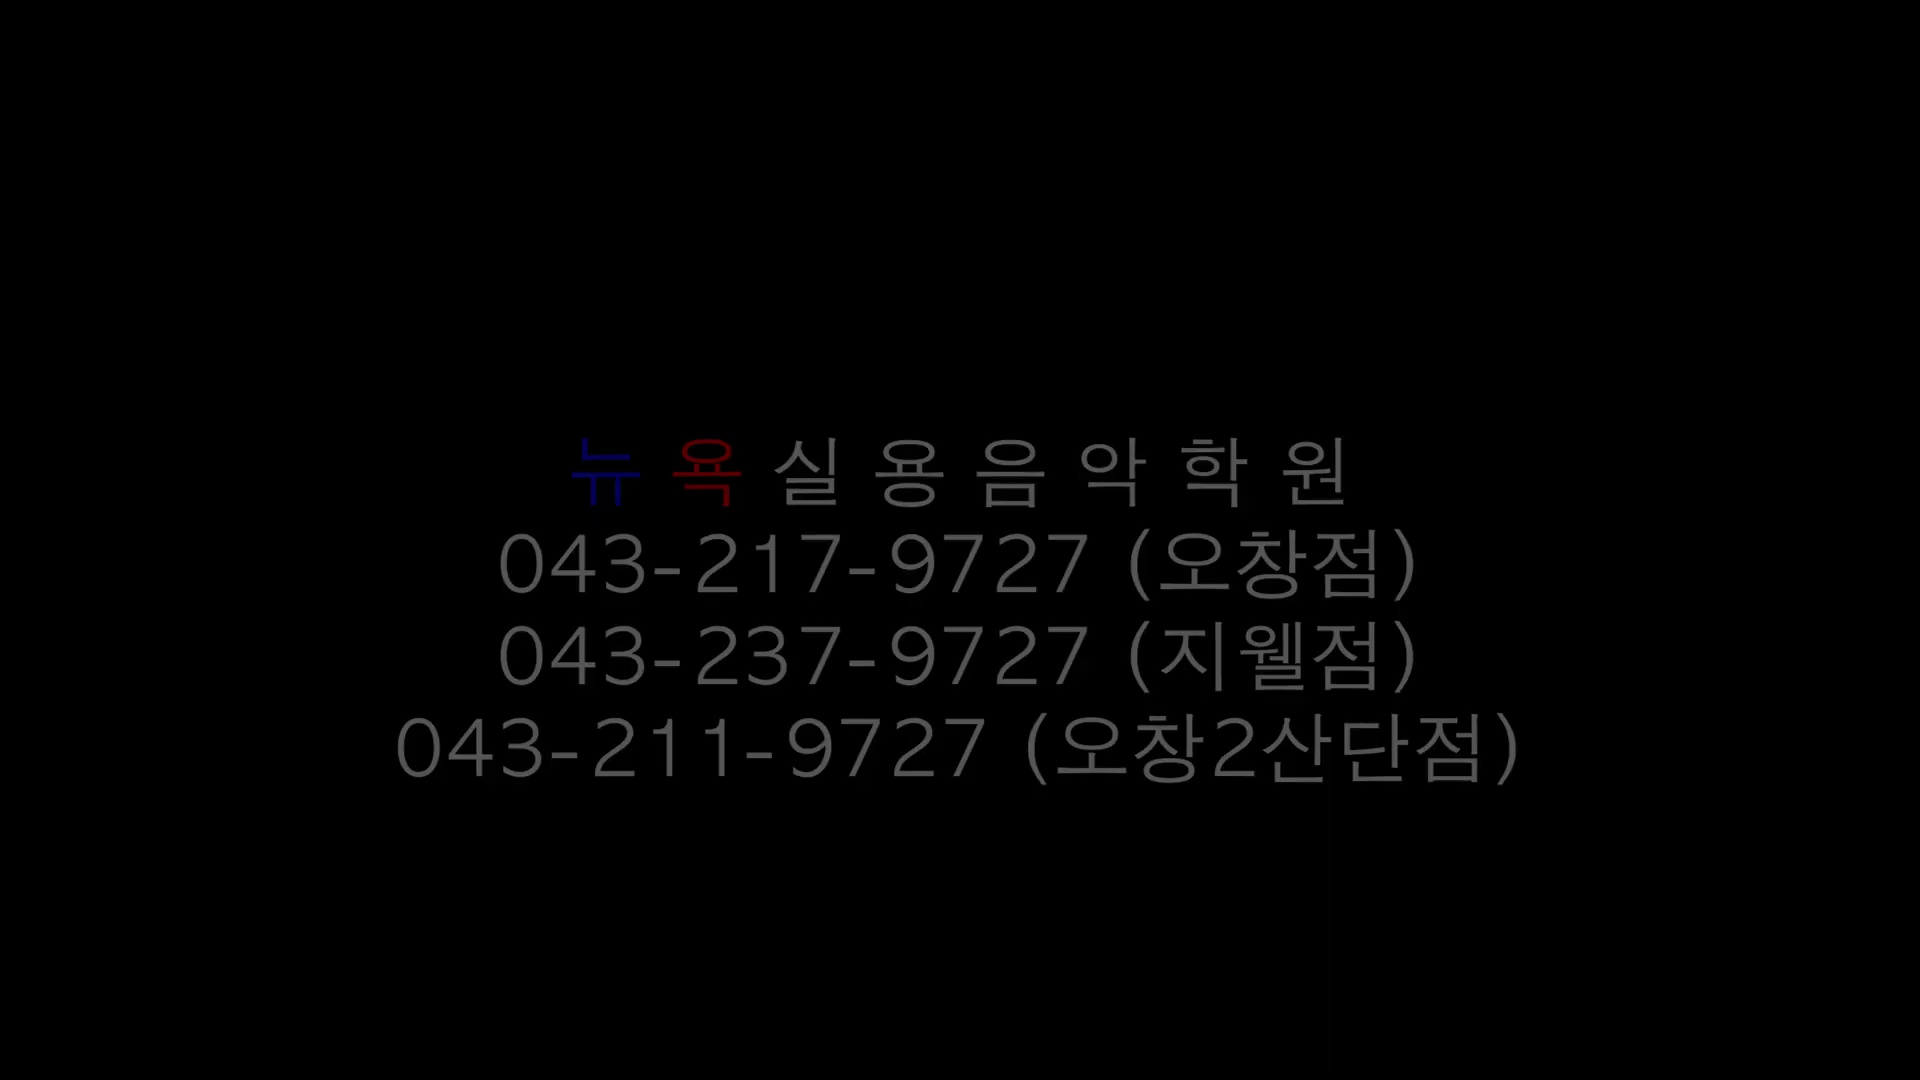 뉴 욕 실 용 음 악 학 원
043-217-9727 (오창점)
043-237-9727 (지웰점)
043-211-9727 (오창2산단점)